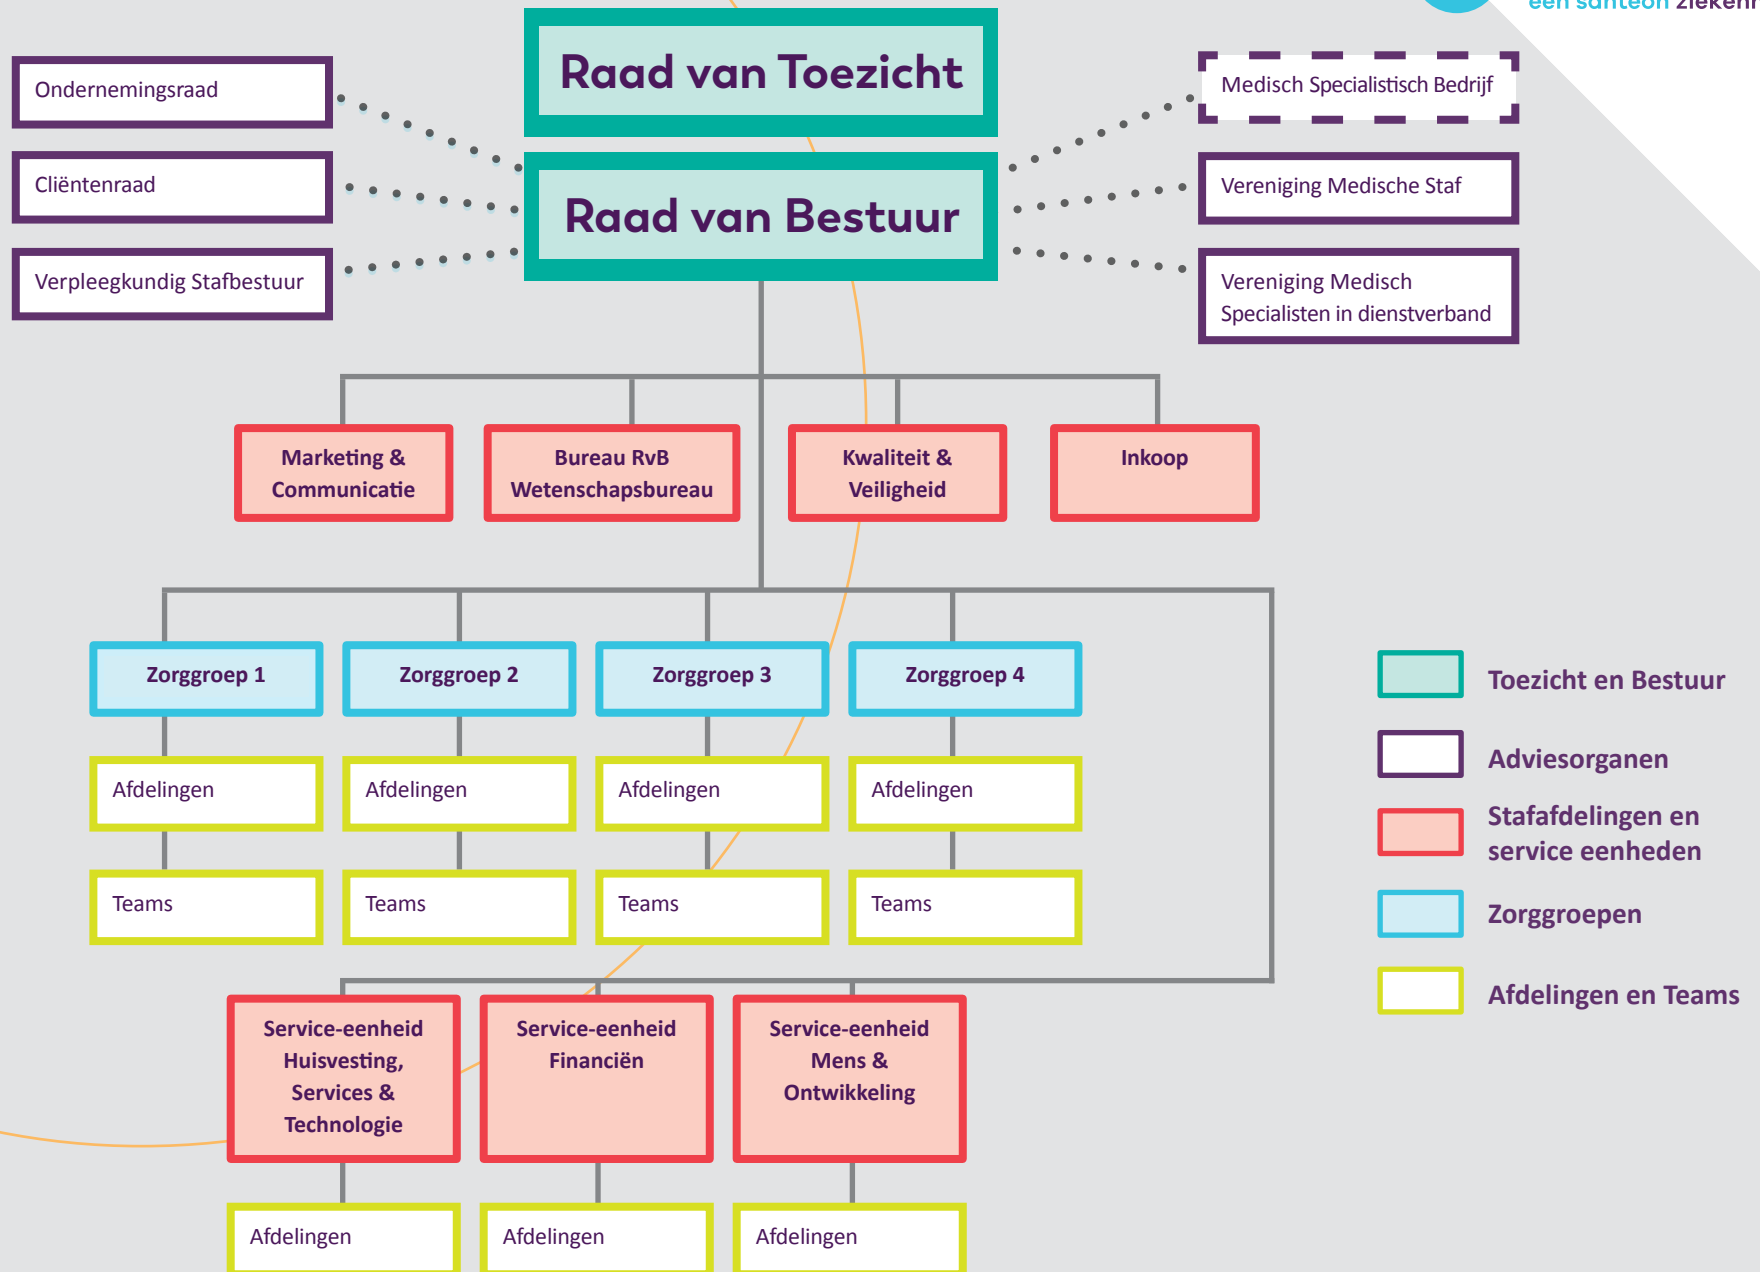 een santeon
Raad van Toezicht
Ondernemingsraad
Medisch Specialistisch Bedrijf
Cliëntenraad
Raad van Bestuur
Vereniging Medische Staf
Verpleegkundig Stafbestuur
Vereniging Medisch
Specialisten in dienstverband
Marketing &
Communicatie
Bureau RvB
Wetenschapsbureau
Kwaliteit &
Veiligheid
Inkoop
Zorggroep 1
Zorggroep 2
Zorggroep 3
Zorggroep 4
Afdelingen
Afdelingen
Afdelingen
Afdelingen
Teams
Teams
Teams
Teams
Service-eenheid
Huisvesting,
Services &
Technologie
Service-eenheid
Financiën
Service-eenheid
Mens &
Ontwikkeling
Afdelingen
Afdelingen
Afdelingen
Toezicht en Bestuur
Adviesorganen
Stafafdelingen en
service eenheden
Zorggroepen
Afdelingen en Teams